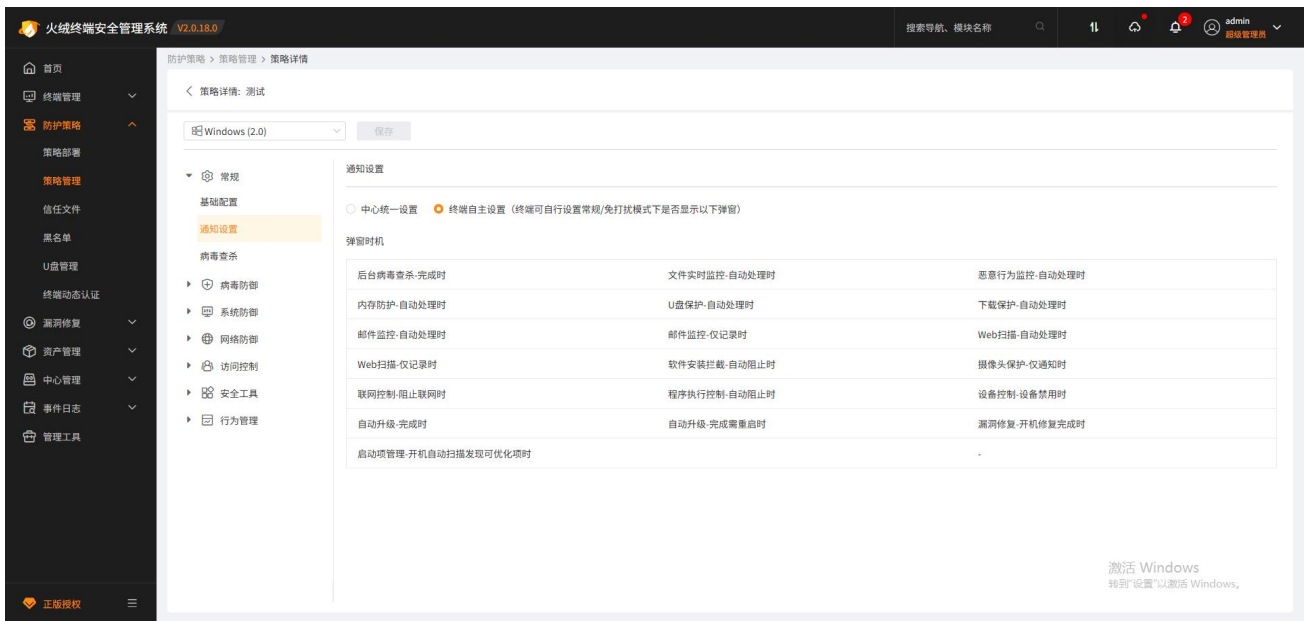 火绒终端安全管理系统 V2.0.18.0
搜索导航、模块名称
2
admin
超级管理员
首页
终端管理
防护策略
策略部署
策略管理
信任文件
黑名单
U盘管理
终端动态认证
漏洞修复
资产管理
中心管理
事件日志
管理工具
正版授权
防护策略 > 策略管理 > 策略详情
策略详情: 测试
Windows (2.0)
保存
常规
基础配置
通知设置
病毒查杀
病毒防御
系统防御
网络防御
访问控制
安全工具
行为管理
通知设置
中心统一设置 终端自主设置（终端可自行设置常规/免打扰模式下是否显示以下弹窗）
弹窗时机
后台病毒查杀-完成时 文件实时监控-自动处理时 恶意行为监控-自动处理时
内存防护-自动处理时 U盘保护-自动处理时 下载保护-自动处理时
邮件监控-自动处理时 邮件监控-仅记录时 Web扫描-自动处理时
Web扫描-仅记录时 软件安装拦截-自动阻止时 摄像头保护-仅通知时
联网控制-阻止联网时 程序执行控制-自动阻止时 设备控制-设备禁用时
自动升级-完成时 自动升级-完成需重启时 漏洞修复-开机修复完成时
启动项管理-开机自动扫描发现可优化项时 -
激活 Windows
转到"设置"以激活 Windows。